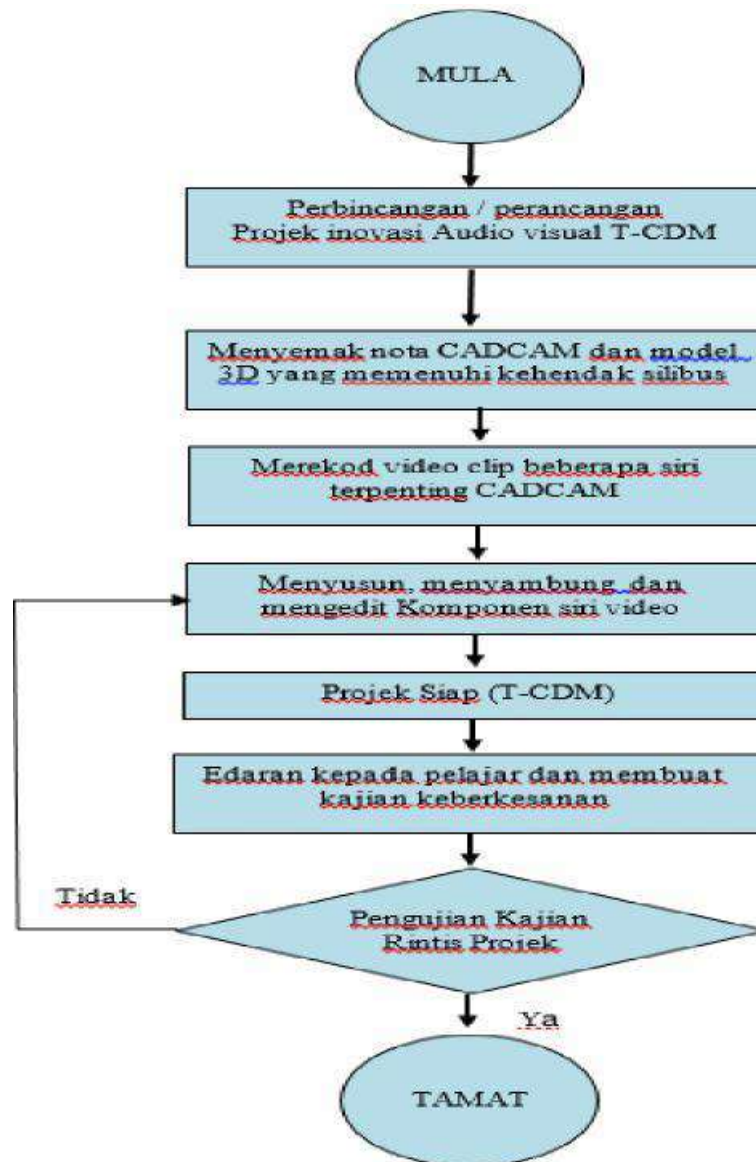 MULA
Perbincangan / perancangan
Projek inovasi Audio visual T-CDM
Menyemak nota CADCAM dan model
3D yang memenuhi kehendak silibus
Merekod video clip beberapa siri
terpenting CADCAM
Menyusun, menyambung dan
mengedit Komponen siri video
Projek Siap (T-CDM)
Edaran kepada pelajar dan membuat
kajian keberkesanan
Tidak
Pengujian Kajian
Rintis Projek
Ya
TAMAT